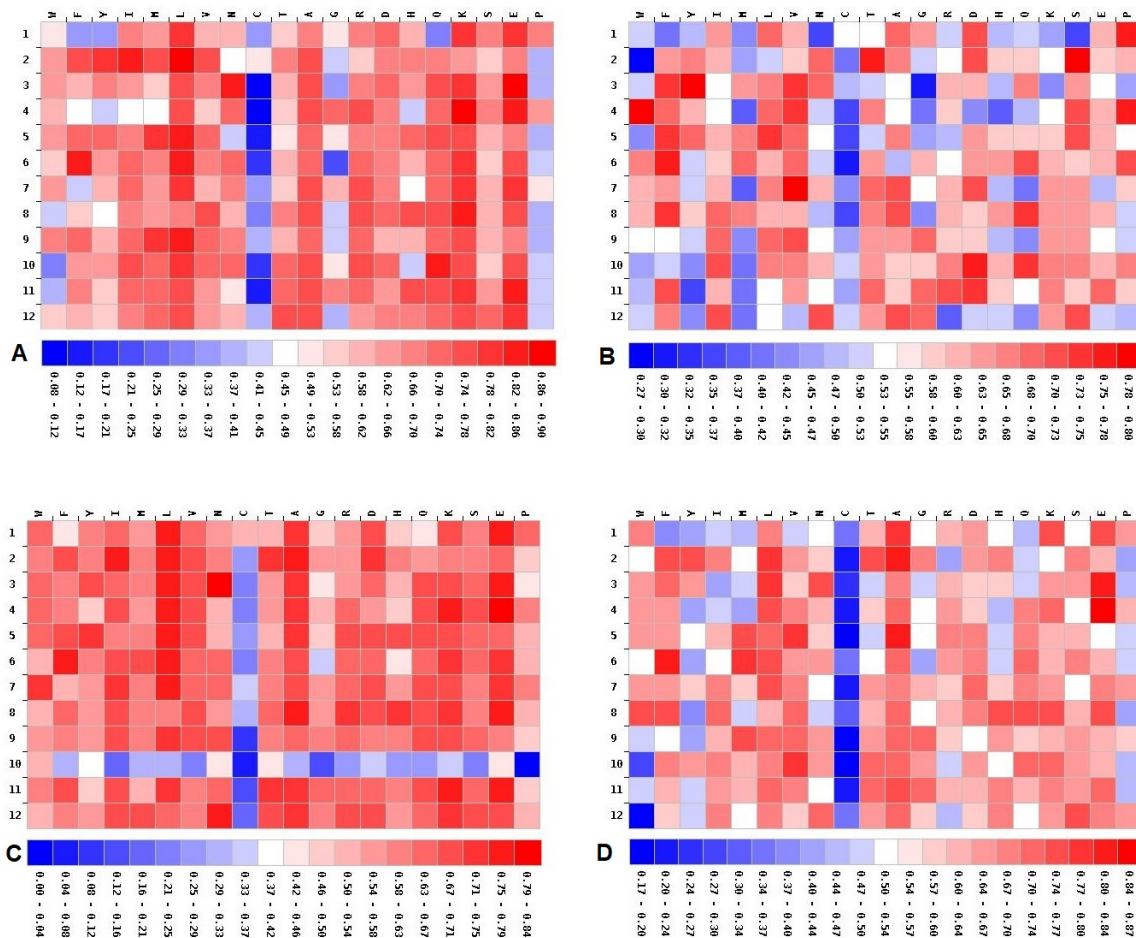 W F Y I M L V N C T A G R D H Q K S E P
1
2
3
4
5
6
7
8
9
10
11
12
A
0.08 - 0.12
0.12 - 0.17
0.17 - 0.21
0.21 - 0.25
0.25 - 0.29
0.29 - 0.33
0.33 - 0.37
0.37 - 0.41
0.41 - 0.45
0.45 - 0.49
0.49 - 0.53
0.53 - 0.58
0.58 - 0.62
0.62 - 0.66
0.66 - 0.70
0.70 - 0.74
0.74 - 0.78
0.78 - 0.82
0.82 - 0.86
0.86 - 0.90
W F Y I M L V N C T A G R D H Q K S E P
1
2
3
4
5
6
7
8
9
10
11
12
B
0.27 - 0.30
0.30 - 0.32
0.32 - 0.35
0.35 - 0.37
0.37 - 0.40
0.40 - 0.42
0.42 - 0.45
0.45 - 0.47
0.47 - 0.50
0.50 - 0.53
0.53 - 0.55
0.55 - 0.58
0.58 - 0.60
0.60 - 0.63
0.63 - 0.65
0.65 - 0.68
0.68 - 0.70
0.70 - 0.73
0.73 - 0.75
0.75 - 0.78
0.78 - 0.80
W F Y I M L V N C T A G R D H Q K S E P
1
2
3
4
5
6
7
8
9
10
11
12
C
0.00 - 0.04
0.04 - 0.08
0.08 - 0.12
0.12 - 0.16
0.16 - 0.21
0.21 - 0.25
0.25 - 0.29
0.29 - 0.33
0.33 - 0.37
0.37 - 0.42
0.42 - 0.46
0.46 - 0.50
0.50 - 0.54
0.54 - 0.58
0.58 - 0.63
0.63 - 0.67
0.67 - 0.71
0.71 - 0.75
0.75 - 0.79
0.79 - 0.84
W F Y I M L V N C T A G R D H Q K S E P
1
2
3
4
5
6
7
8
9
10
11
12
D
0.17 - 0.20
0.20 - 0.24
0.24 - 0.27
0.27 - 0.30
0.30 - 0.34
0.34 - 0.37
0.37 - 0.40
0.40 - 0.44
0.44 - 0.47
0.47 - 0.50
0.50 - 0.54
0.54 - 0.57
0.57 - 0.60
0.60 - 0.64
0.64 - 0.67
0.67 - 0.70
0.70 - 0.74
0.74 - 0.77
0.77 - 0.80
0.80 - 0.84
0.84 - 0.87